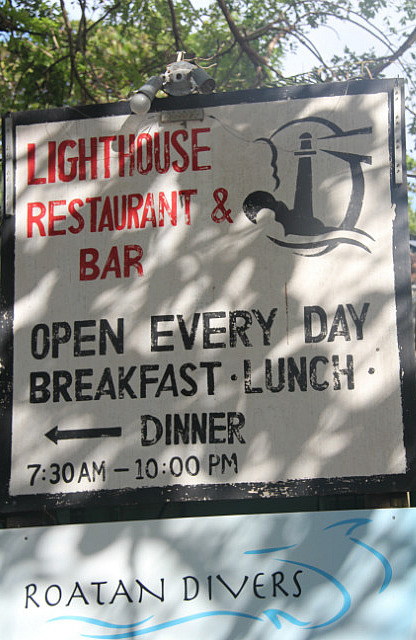 LIGHTHOUSE
RESTAURANT &
BAR
OPEN EVERY DAY
BREAKFAST · LUNCH ·
DINNER
7:30 AM — 10:00 PM
ROATAN DIVERS